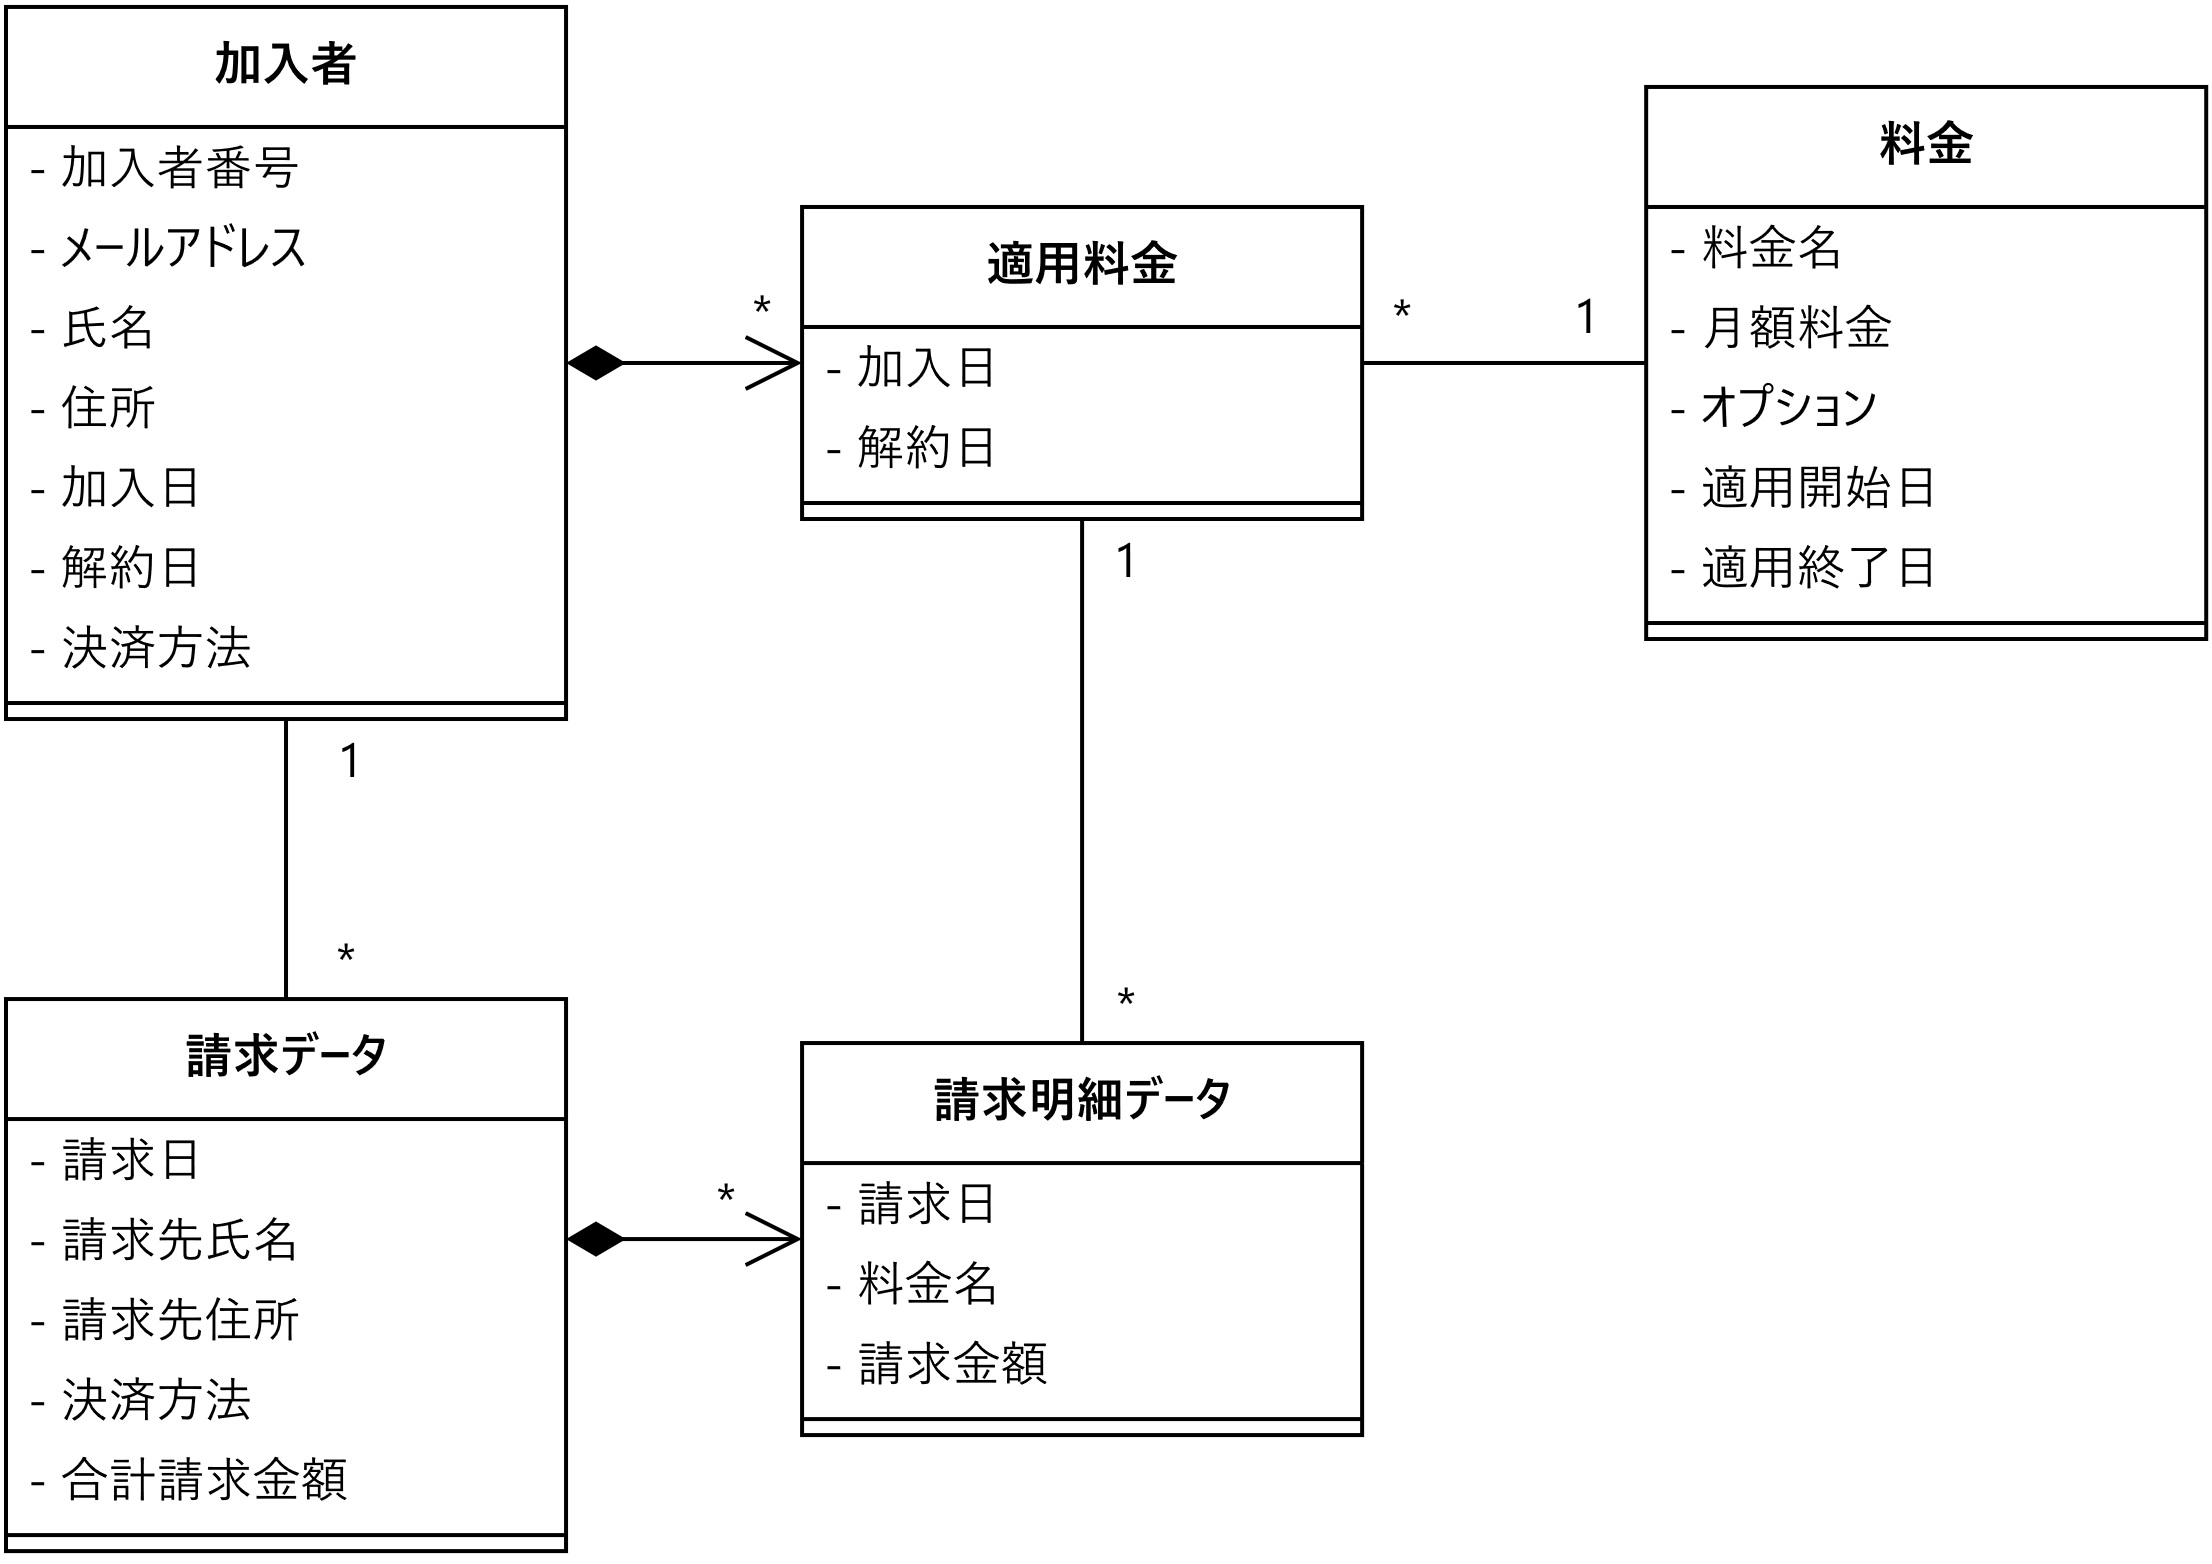 加入者
- 加入者番号
- メールアドレス
- 氏名
- 住所
- 加入日
- 解約日
- 決済方法
*
適用料金
- 加入日
- 解約日
*
1
料金
- 料金名
- 月額料金
- オプション
- 適用開始日
- 適用終了日
1
*
1
*
請求データ
- 請求日
- 請求先氏名
- 請求先住所
- 決済方法
- 合計請求金額
*
請求明細データ
- 請求日
- 料金名
- 請求金額